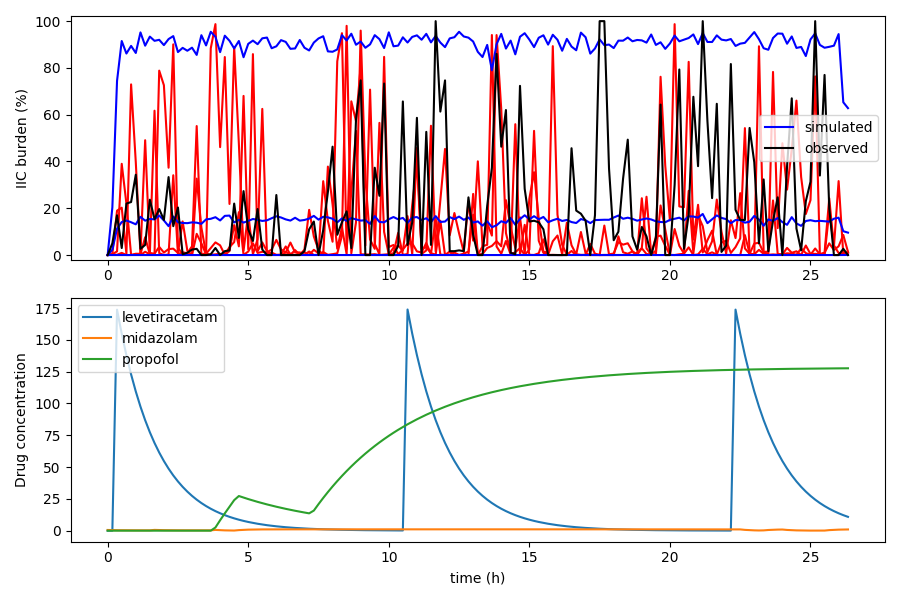 100
80
60
40
20
0
IIC burden (%)
simulated
observed
0 5 10 15 20 25
175
150
125
100
75
50
25
0
Drug concentration
levetiracetam
midazolam
propofol
0 5 10 15 20 25
time (h)